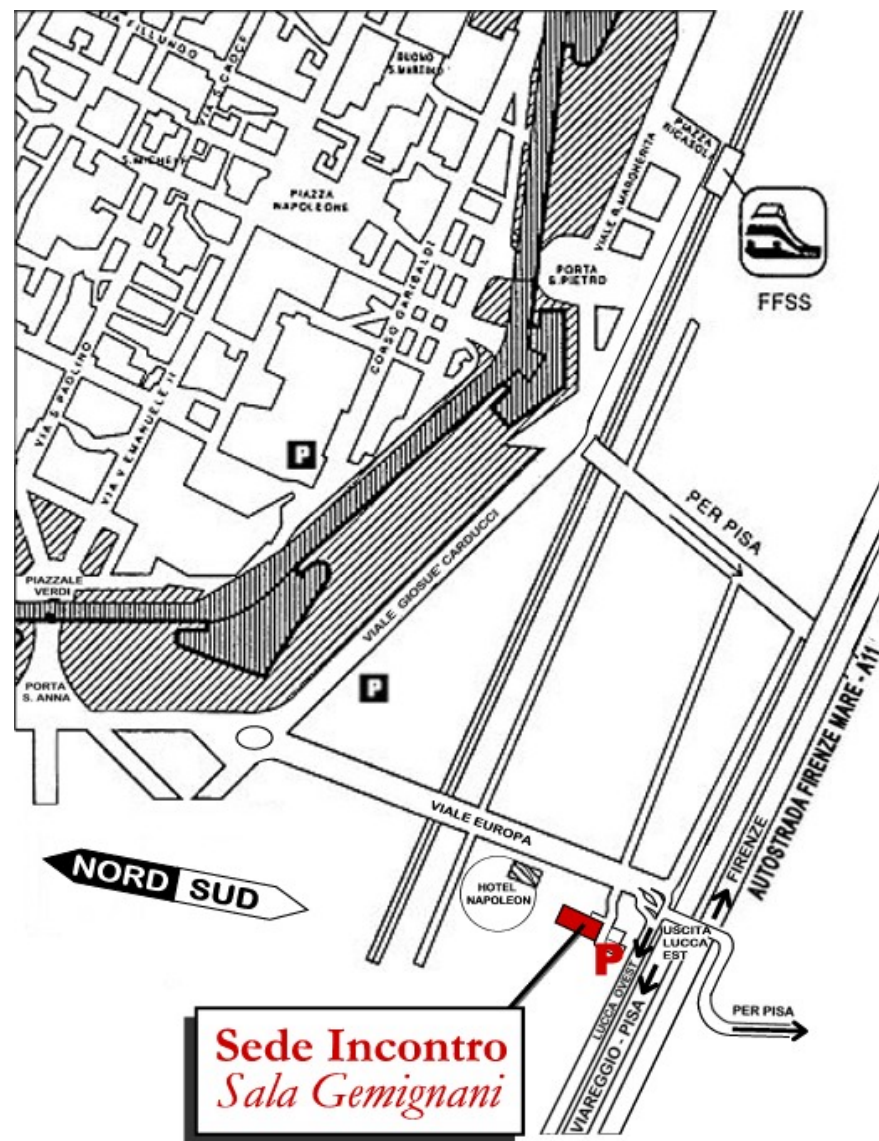 VIA FILLUNDO
VIA S. CROCE
DUOMO
S. MARTINO
S. MICHELE
PIAZZA
NAPOLEONE
CORSO GARIBALDI
VIALE R. MARGHERITA
PIAZZA
RICASOLI
PORTA
S. PIETRO
FFSS
VIA S. PAOLINO
VIA V. EMANUELE II
P
PER PISA
PIAZZALE
VERDI
VIALE GIOSUE' CARDUCCI
PORTA
S. ANNA
P
AUTOSTRADA FIRENZE MARE - A11
VIALE EUROPA
FIRENZE
NORD SUD
HOTEL
NAPOLEON
USCITA
LUCCA
EST
P
LUCCA OVEST
VIAREGGIO - PISA
PER PISA
Sede Incontro
Sala Gemignani